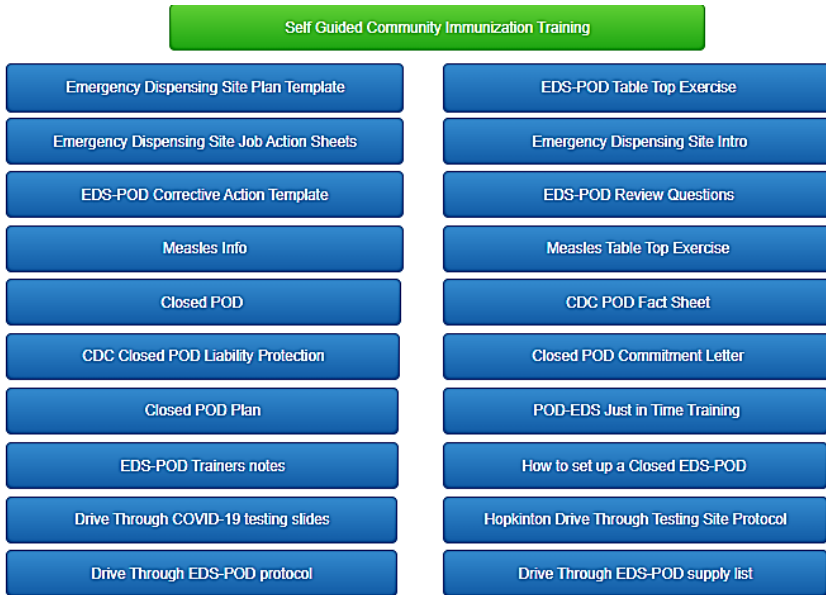 Self Guided Community Immunization Training
Emergency Dispensing Site Plan Template
EDS-POD Table Top Exercise
Emergency Dispensing Site Job Action Sheets
Emergency Dispensing Site Intro
EDS-POD Corrective Action Template
EDS-POD Review Questions
Measles Info
Measles Table Top Exercise
Closed POD
CDC POD Fact Sheet
CDC Closed POD Liability Protection
Closed POD Commitment Letter
Closed POD Plan
POD-EDS Just in Time Training
EDS-POD Trainers notes
How to set up a Closed EDS-POD
Drive Through COVID-19 testing slides
Hopkinton Drive Through Testing Site Protocol
Drive Through EDS-POD protocol
Drive Through EDS-POD supply list